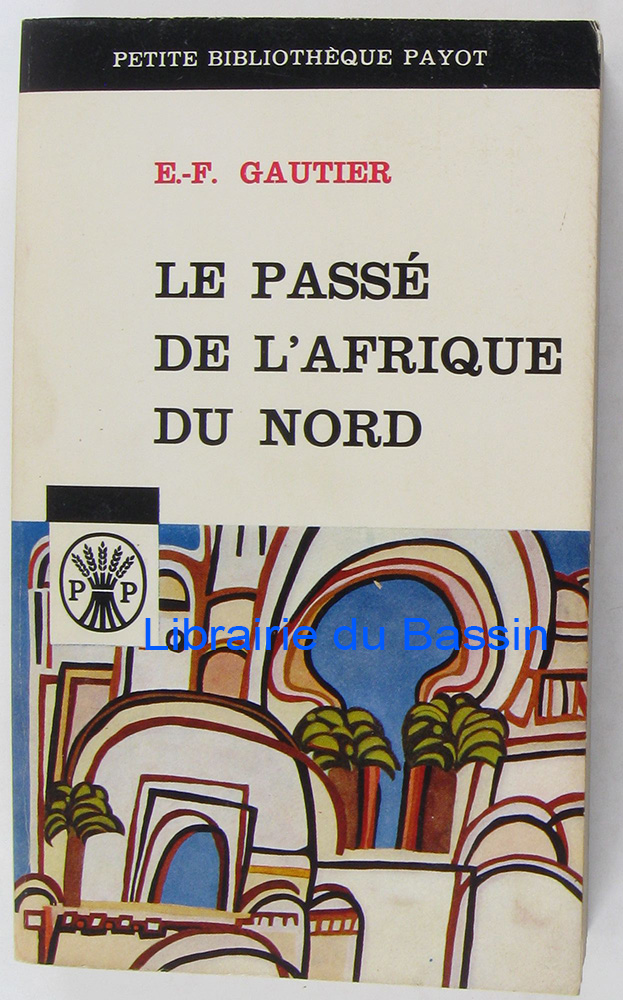 PETITE BIBLIOTHÈQUE PAYOT
E.-F. GAUTIER
LE PASSÉ
DE L'AFRIQUE
DU NORD
P P
Librairie du Bassin